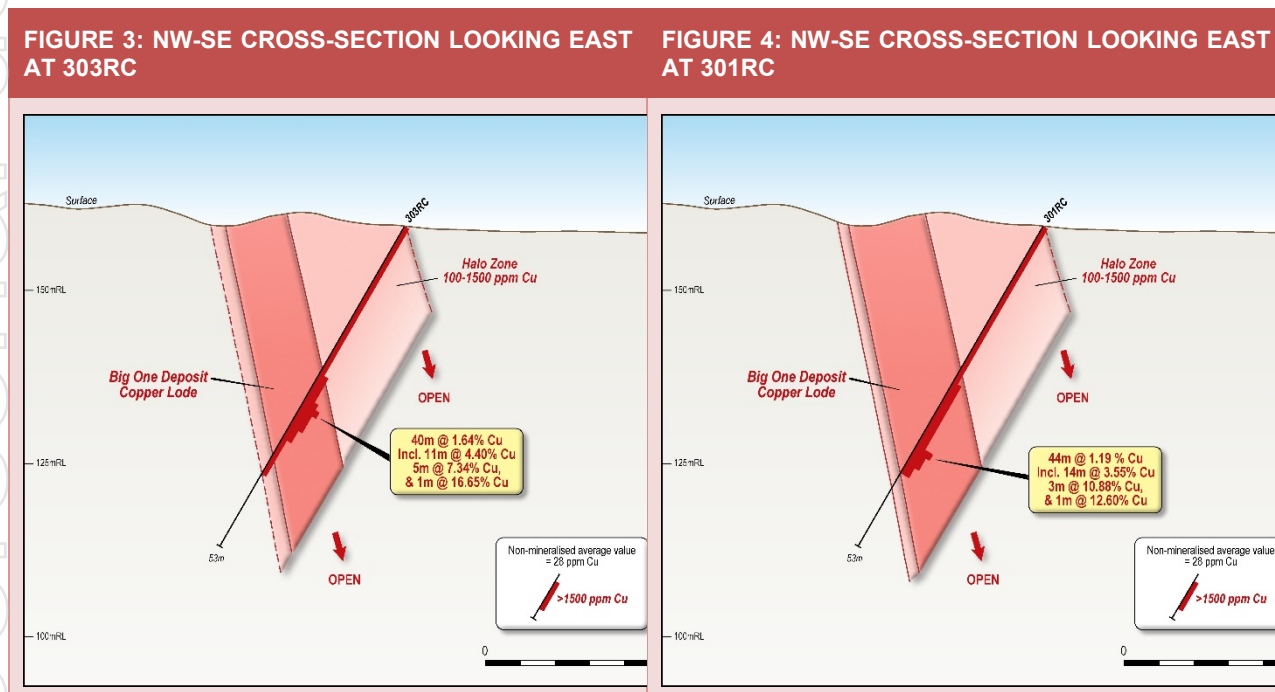 FIGURE 3: NW-SE CROSS-SECTION LOOKING EAST
AT 303RC
Surface
303RC
Halo Zone
100-1500 ppm Cu
150mRL
Big One Deposit
Copper Lode
OPEN
40m @ 1.64% Cu
Incl. 11m @ 4.40% Cu
5m @ 7.34% Cu,
& 1m @ 16.65% Cu
125mRL
53m
OPEN
Non-mineralised average value
= 28 ppm Cu
>1500 ppm Cu
100mRL
0
FIGURE 4: NW-SE CROSS-SECTION LOOKING EAST
AT 301RC
Surface
301RC
Halo Zone
100-1500 ppm Cu
150mRL
Big One Deposit
Copper Lode
OPEN
44m @ 1.19 % Cu
Incl. 14m @ 3.55% Cu
3m @ 10.88% Cu,
& 1m @ 12.60% Cu
125mRL
53m
OPEN
Non-mineralised average value
= 28 ppm Cu
>1500 ppm Cu
100mRL
0